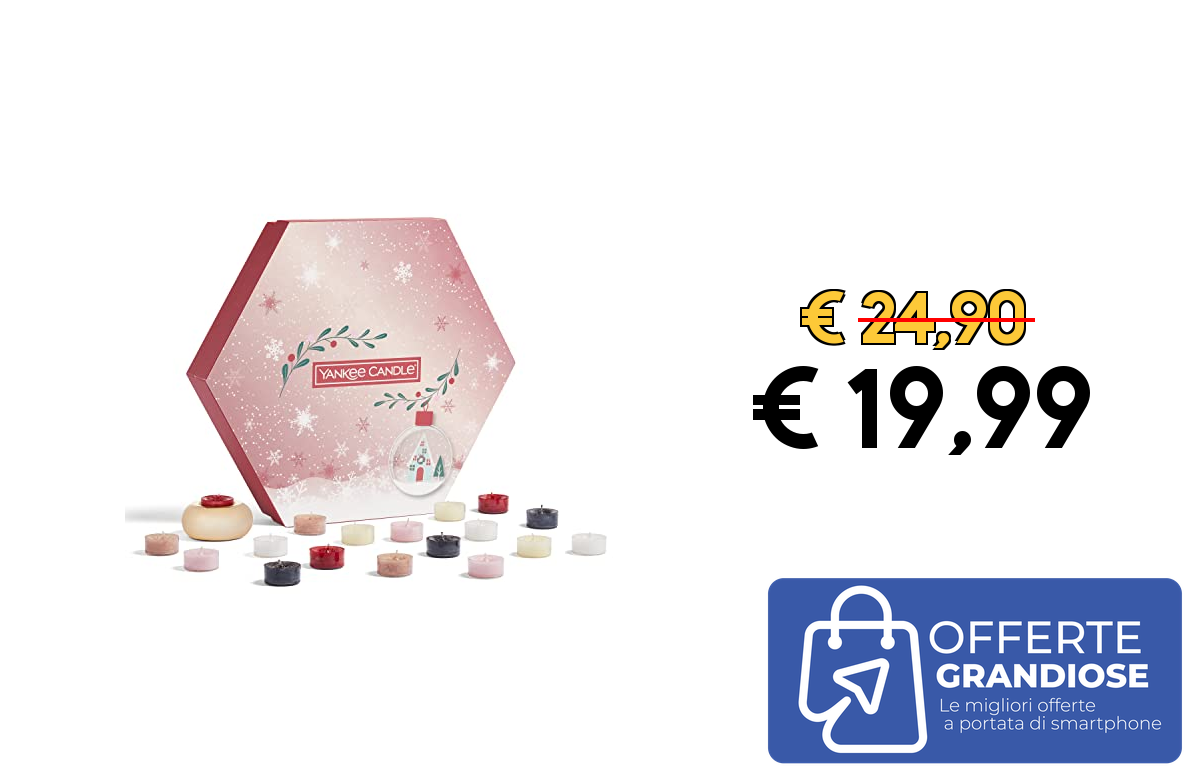 YANKEE CANDLE®
€ 24,90
€ 19,99
OFFERTE
GRANDIOSE
Le migliori offerte
a portata di smartphone